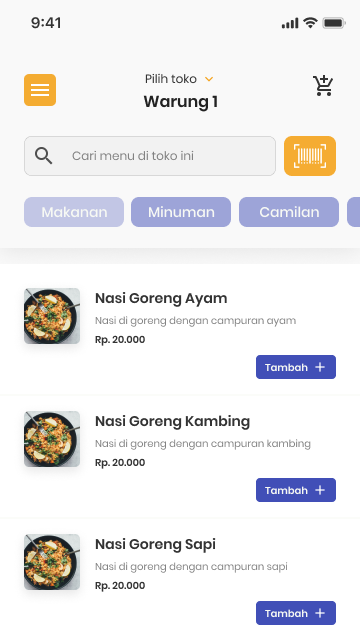 9:41
Pilih toko
Warung 1
Cari menu di toko ini
Makanan
Minuman
Camilan
Nasi Goreng Ayam
Nasi di goreng dengan campuran ayam
Rp. 20.000
Tambah +
Nasi Goreng Kambing
Nasi di goreng dengan campuran kambing
Rp. 20.000
Tambah +
Nasi Goreng Sapi
Nasi di goreng dengan campuran sapi
Rp. 20.000
Tambah +